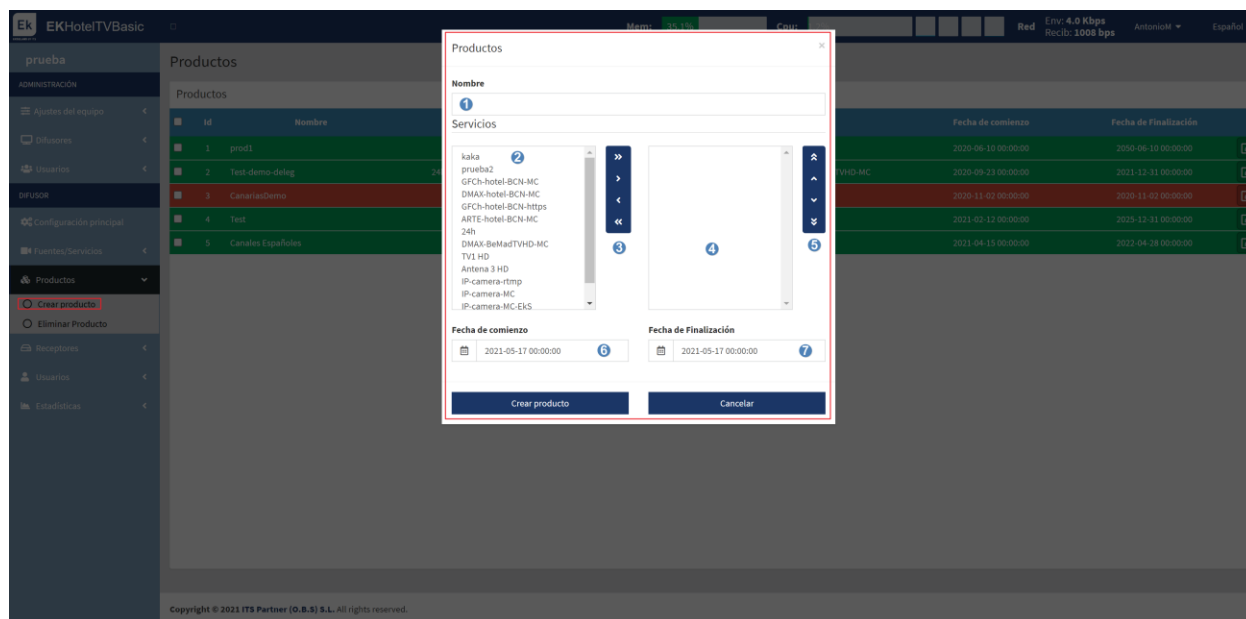 Ek EKHotelTVBasic
Mem: 35.1% Cpu:
Red
Env: 4.0 Kbps
Recib: 1008 bps
AntonioM
Español
prueba
ADMINISTRACIÓN
Ajustes del equipo
Difusores
Usuarios
DIFUSOR
Configuración principal
Fuentes/Servicios
Productos
Crear producto
Eliminar Producto
Receptores
Usuarios
Estadísticas
Productos
Productos
Id Nombre Fecha de comienzo Fecha de Finalización
1 prod1 2020-06-10 00:00:00 2050-06-10 00:00:00
2 Test-demo-deleg 24 TVHD-MC 2020-09-23 00:00:00 2021-12-31 00:00:00
3 CanariasDemo 2020-11-02 00:00:00 2020-11-02 00:00:00
4 Test 2021-02-12 00:00:00 2025-12-31 00:00:00
5 Canales Españoles 2021-04-15 00:00:00 2022-04-28 00:00:00
Productos ×
Nombre
1
Servicios
kaka 2
prueba2
GFCh-hotel-BCN-MC
DMAX-hotel-BCN-MC
GFCh-hotel-BCN-https
ARTE-hotel-BCN-MC
24h
DMAX-BeMadTVHD-MC
TV1 HD
Antena 3 HD
IP-camera-rtmp
IP-camera-MC
IP-camera-MC-EkS
3
4
5
Fecha de comienzo Fecha de Finalización
2021-05-17 00:00:00 6 2021-05-17 00:00:00 7
Crear producto Cancelar
Copyright © 2021 ITS Partner (O.B.S) S.L. All rights reserved.